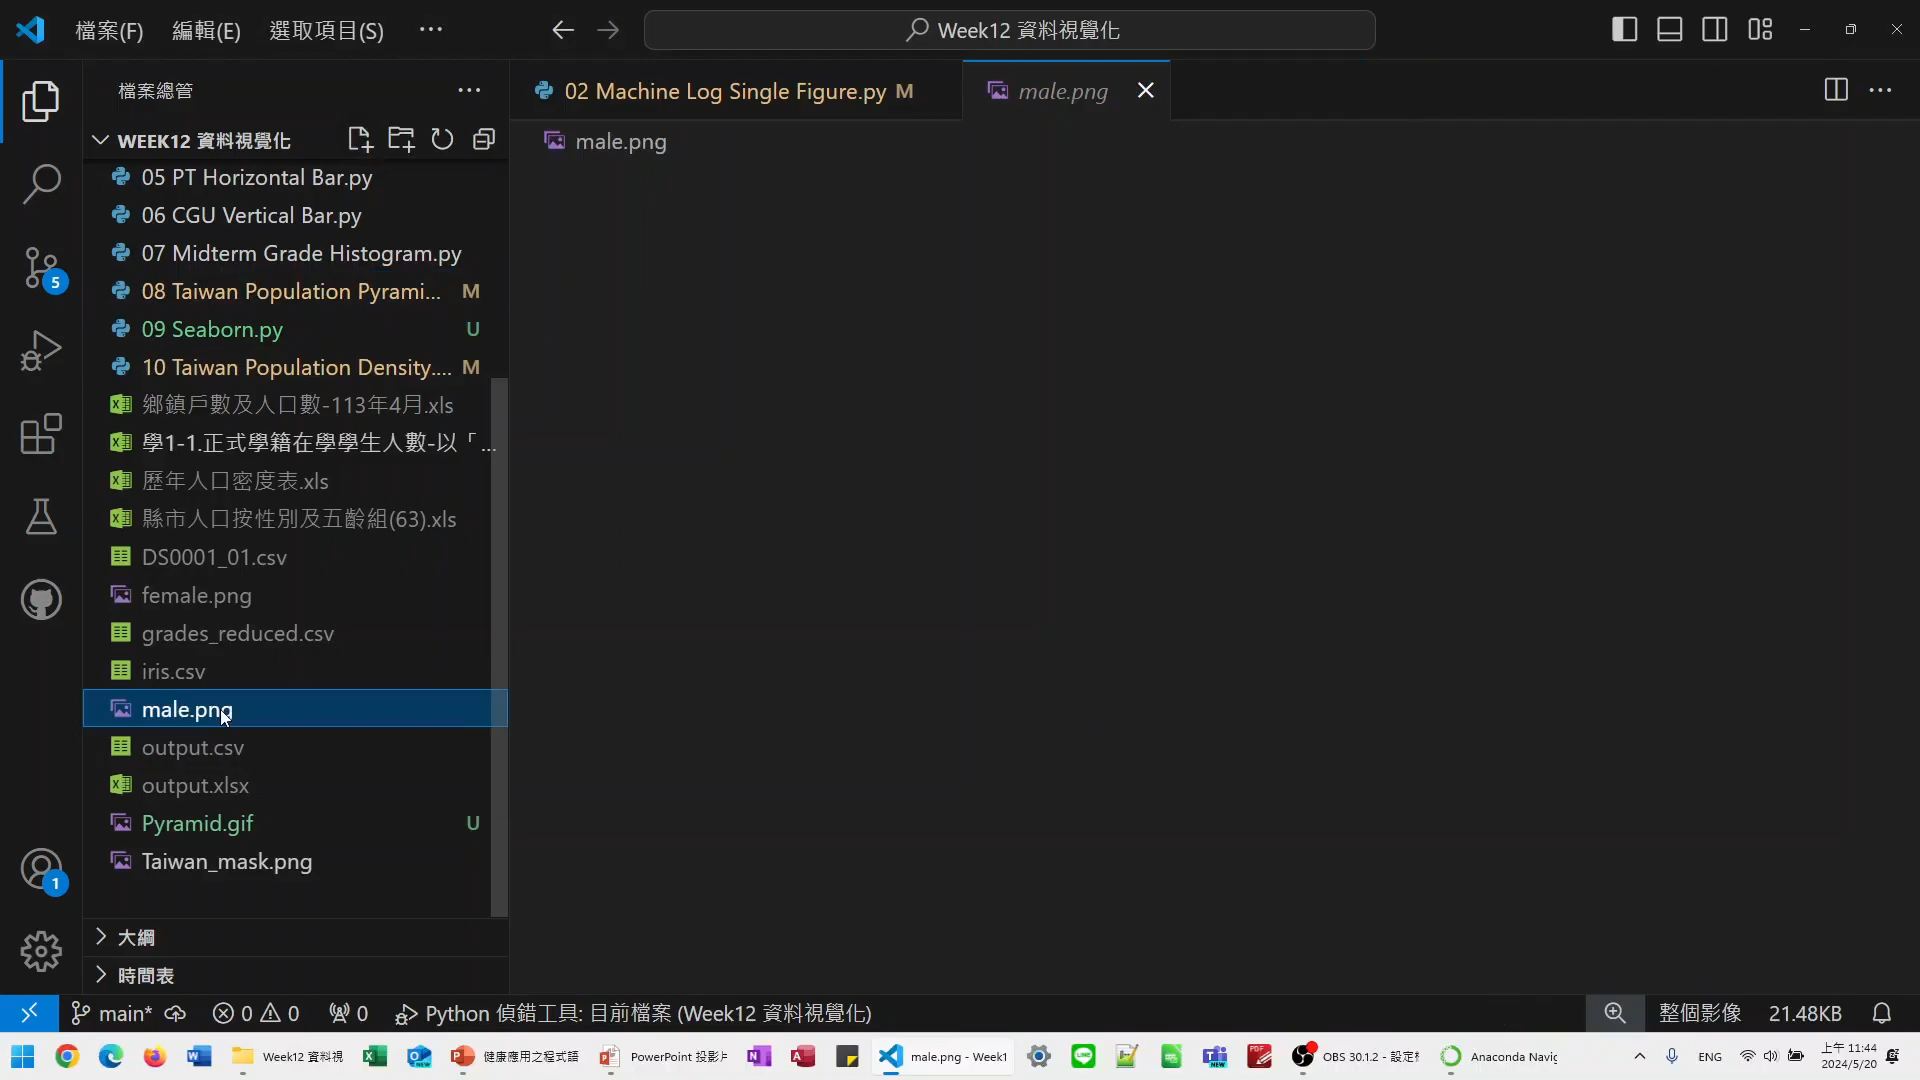 檔案(F) 編輯(E) 選取項目(S) ··· Week12 資料視覺化
檔案總管 ···
02 Machine Log Single Figure.py M
male.png
WEEK12 資料視覺化
male.png
05 PT Horizontal Bar.py
06 CGU Vertical Bar.py
07 Midterm Grade Histogram.py
08 Taiwan Population Pyrami... M
09 Seaborn.py U
10 Taiwan Population Density.... M
鄉鎮戶數及人口數-113年4月.xls
學1-1.正式學籍在學學生人數-以「...
歷年人口密度表.xls
縣市人口按性別及五齡組(63).xls
DS0001_01.csv
female.png
grades_reduced.csv
iris.csv
male.png
output.csv
output.xlsx
Pyramid.gif U
Taiwan_mask.png
5
1
大綱
時間表
main* 0 0 0 Python 偵錯工具: 目前檔案 (Week12 資料視覺化) 整個影像 21.48KB
Week12 資料視 健康應用之程式語 PowerPoint 投影片 male.png - Week1 OBS 30.1.2 - 設定 Anaconda Navig ENG 上午 11:44
2024/5/20